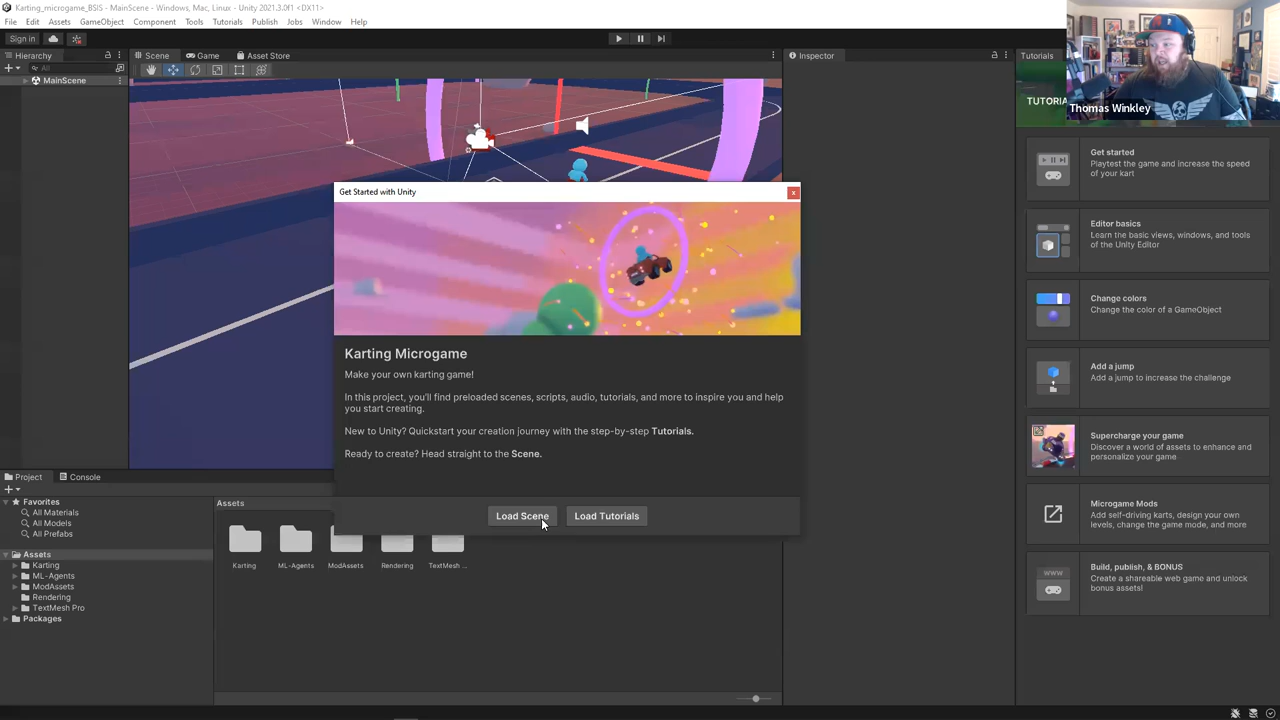 Karting_microgame_BSIS - MainScene - Windows, Mac, Linux - Unity 2021.3.0f1 <DX11>
File Edit Assets GameObject Component Tools Tutorials Publish Jobs Window Help
Sign in
Hierarchy
Scene Game Asset Store
Inspector
Tutorials
All
MainScene
TUTORIA
Thomas Winkley
Get started
Playtest the game and increase the speed
of your kart
Editor basics
Learn the basic views, windows, and tools
of the Unity Editor
Change colors
Change the color of a GameObject
Add a jump
Add a jump to increase the challenge
Supercharge your game
Discover a world of assets to enhance and
personalize your game
Microgame Mods
Add self-driving karts, design your own
levels, change the game mode, and more
Build, publish, & BONUS
Create a shareable web game and unlock
bonus assets!
WWW
Get Started with Unity
x
Karting Microgame
Make your own karting game!
In this project, you'll find preloaded scenes, scripts, audio, tutorials, and more to inspire you and help
you start creating.
New to Unity? Quickstart your creation journey with the step-by-step Tutorials.
Ready to create? Head straight to the Scene.
Load Scene Load Tutorials
Project Console
Favorites
All Materials
All Models
All Prefabs
Assets
Karting
ML-Agents
ModAssets
Rendering
TextMesh Pro
Packages
Assets
Karting ML-Agents ModAssets Rendering TextMesh ...